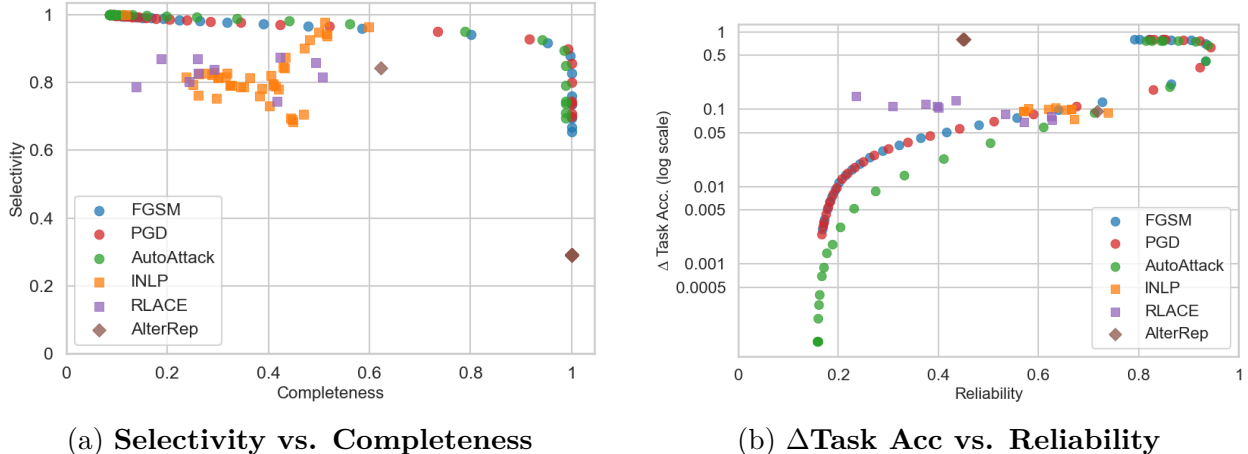 1
0.8
0.6
0.4
0.2
0
Selectivity
FGSM
PGD
AutoAttack
INLP
RLACE
AlterRep
0 0.2 0.4 0.6 0.8 1
Completeness
(a) Selectivity vs. Completeness
1
0.5
0.1
0.05
0.01
0.005
0.001
0.0005
Δ Task Acc. (log scale)
FGSM
PGD
AutoAttack
INLP
RLACE
AlterRep
0 0.2 0.4 0.6 0.8 1
Reliability
(b) ΔTask Acc vs. Reliability